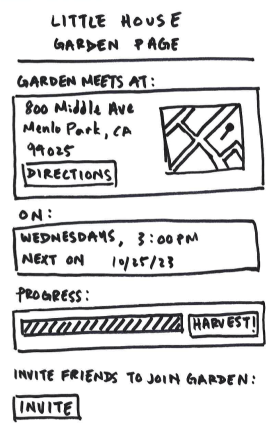 LITTLE HOUSE
GARDEN PAGE
GARDEN MEETS AT:
800 Middle Ave
Menlo Park, CA
94025
DIRECTIONS
ON:
WEDNESDAYS, 3:00PM
NEXT ON 10/25/23
PROGRESS:
HARVEST!
INVITE FRIENDS TO JOIN GARDEN:
INVITE